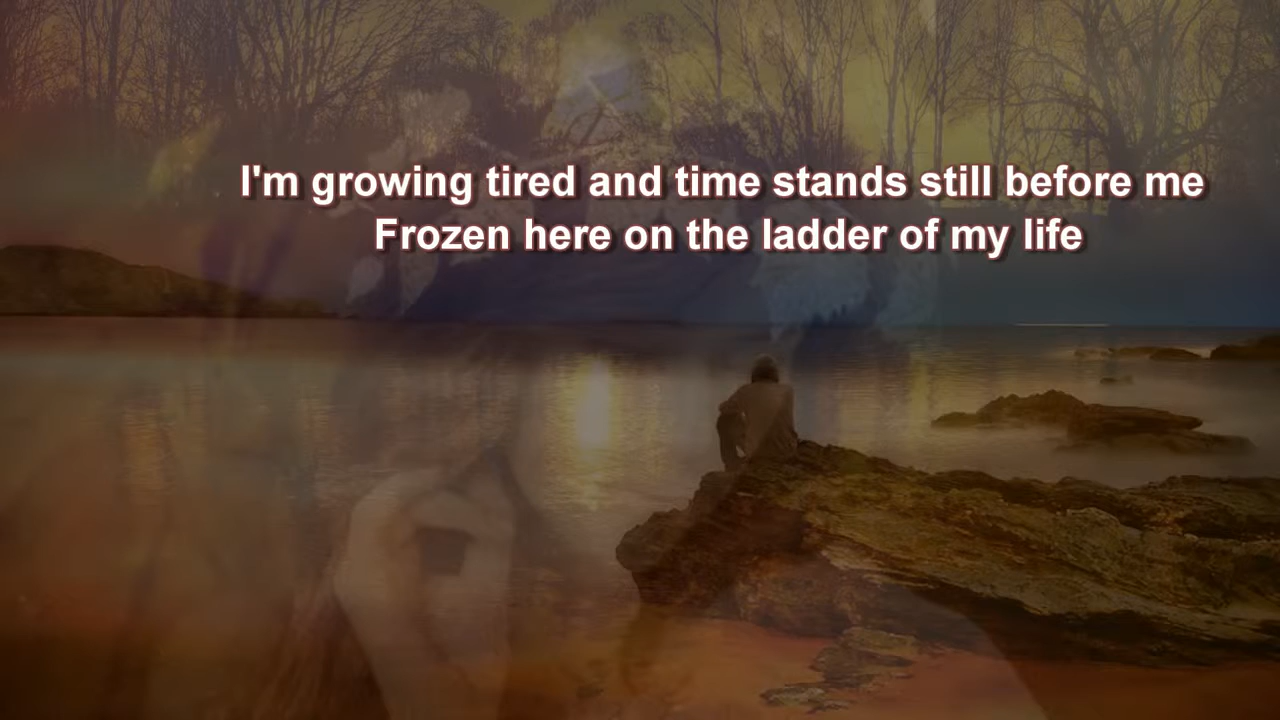 I'm growing tired and time stands still before me
Frozen here on the ladder of my life